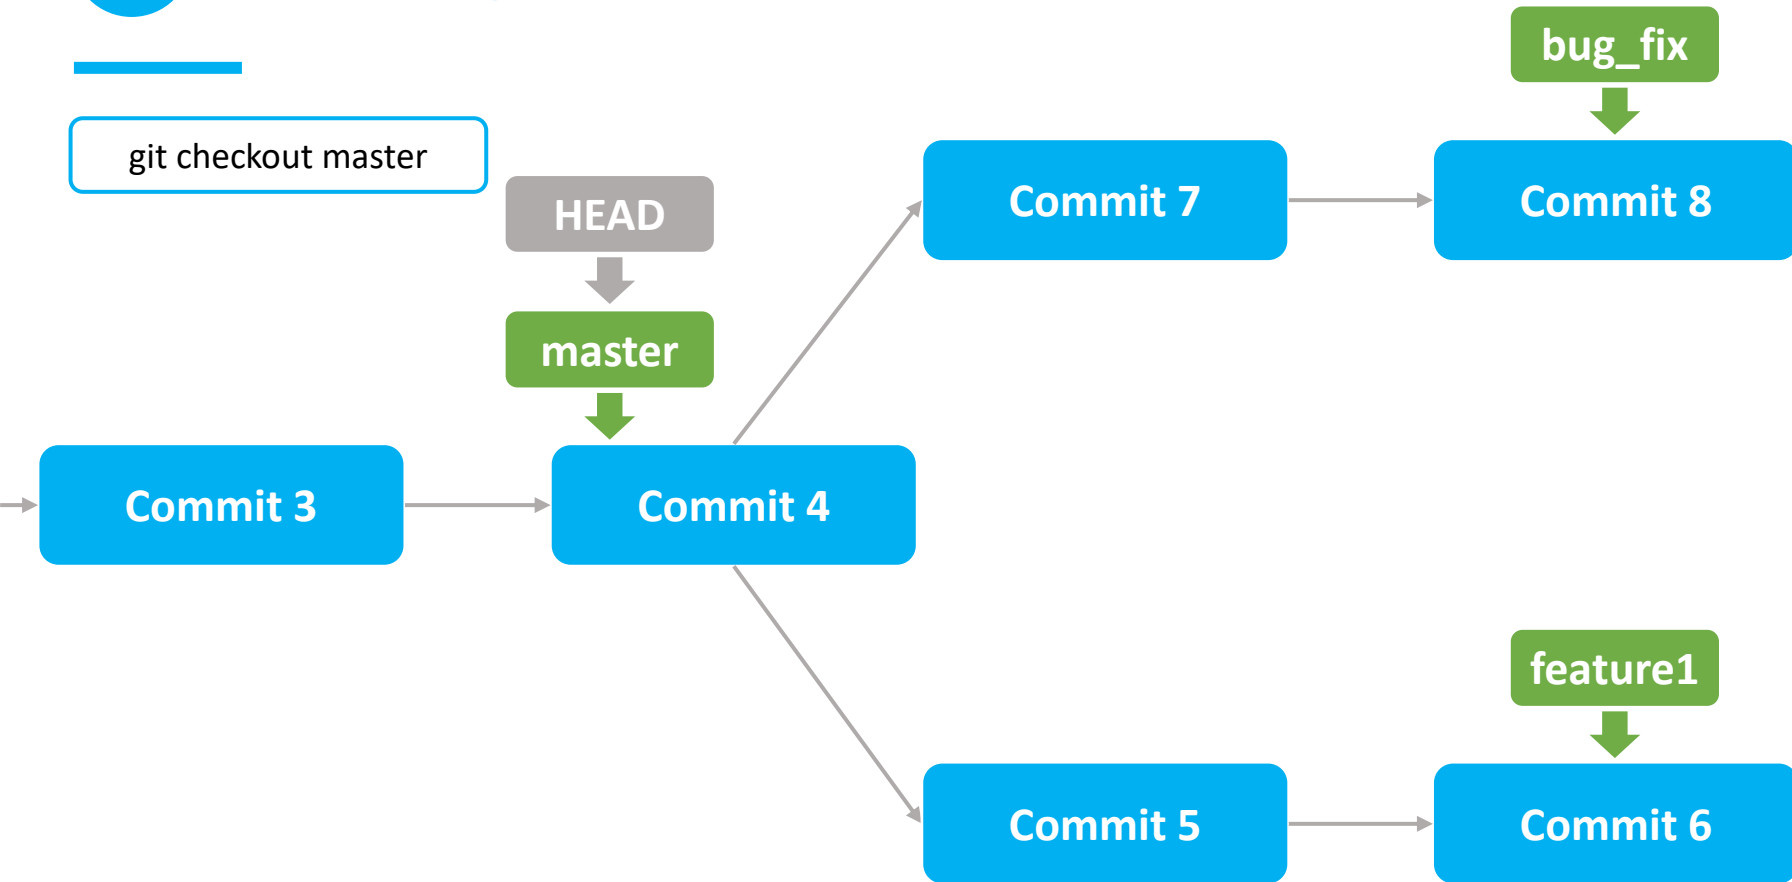 bug_fix
git checkout master
HEAD
Commit 7
Commit 8
master
Commit 3
Commit 4
feature1
Commit 5
Commit 6